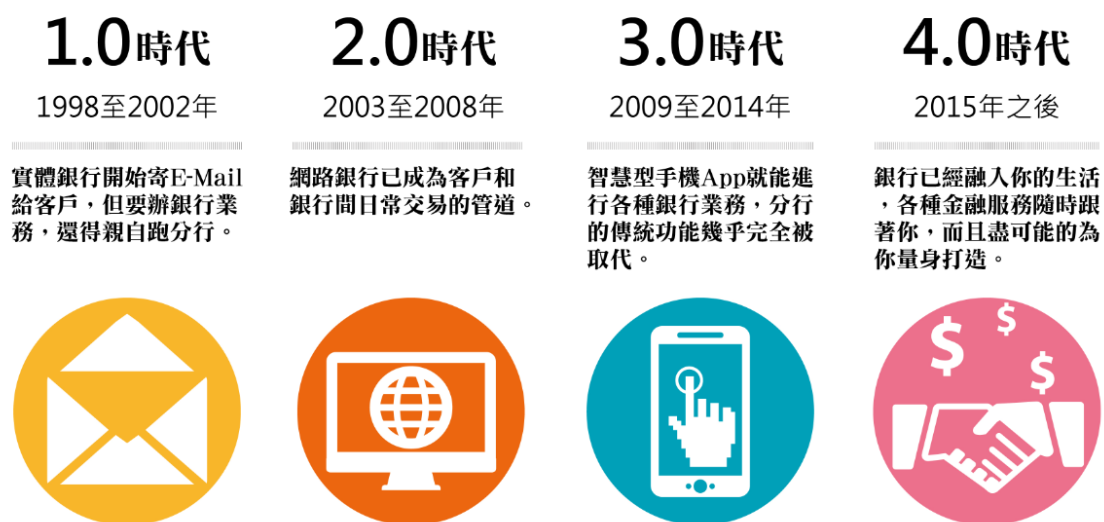 1.0時代
1998至2002年
實體銀行開始寄E-Mail
給客戶，但要辦銀行業
務，還得親自跑分行。
2.0時代
2003至2008年
網路銀行已成為客戶和
銀行間日常交易的管道。
3.0時代
2009至2014年
智慧型手機App就能進
行各種銀行業務，分行
的傳統功能幾乎完全被
取代。
4.0時代
2015年之後
銀行已經融入你的生活
，各種金融服務隨時跟
著你，而且盡可能的為
你量身打造。
$
$
$